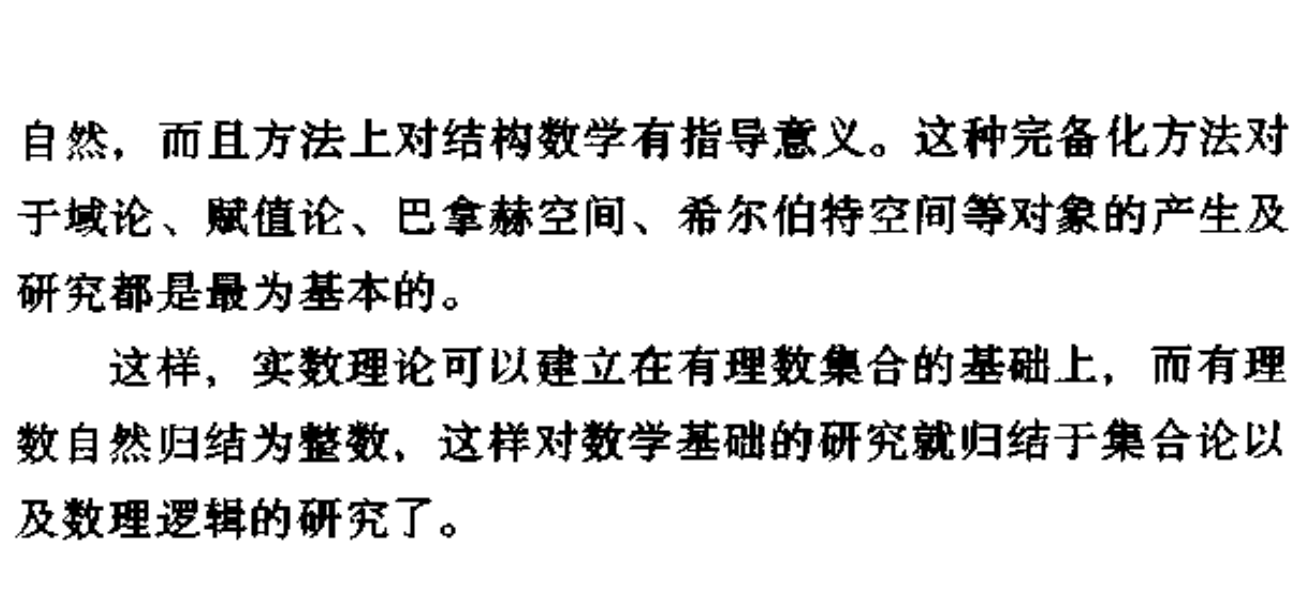 自然，而且方法上对结构数学有指导意义。这种完备化方法对
于域论、赋值论、巴拿赫空间、希尔伯特空间等对象的产生及
研究都是最为基本的。
这样，实数理论可以建立在有理数集合的基础上，而有理
数自然归结为整数，这样对数学基础的研究就归结于集合论以
及数理逻辑的研究了。